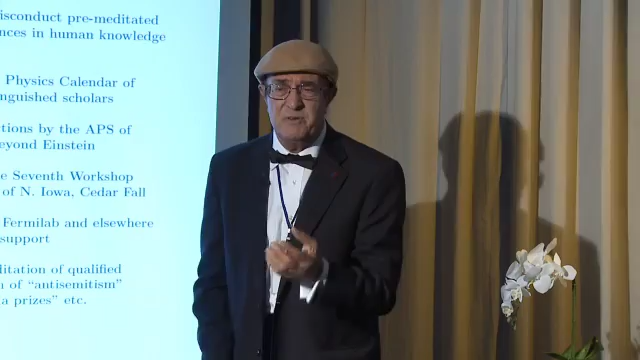 isconduct pre-meditated
nces in human knowledge
Physics Calendar of
nguished scholars
tions by the APS of
eyond Einstein
e Seventh Workshop
of N. Iowa, Cedar Fall
Fermilab and elsewhere
support
ditation of qualified
n of “antisemitism”
a prizes” etc.